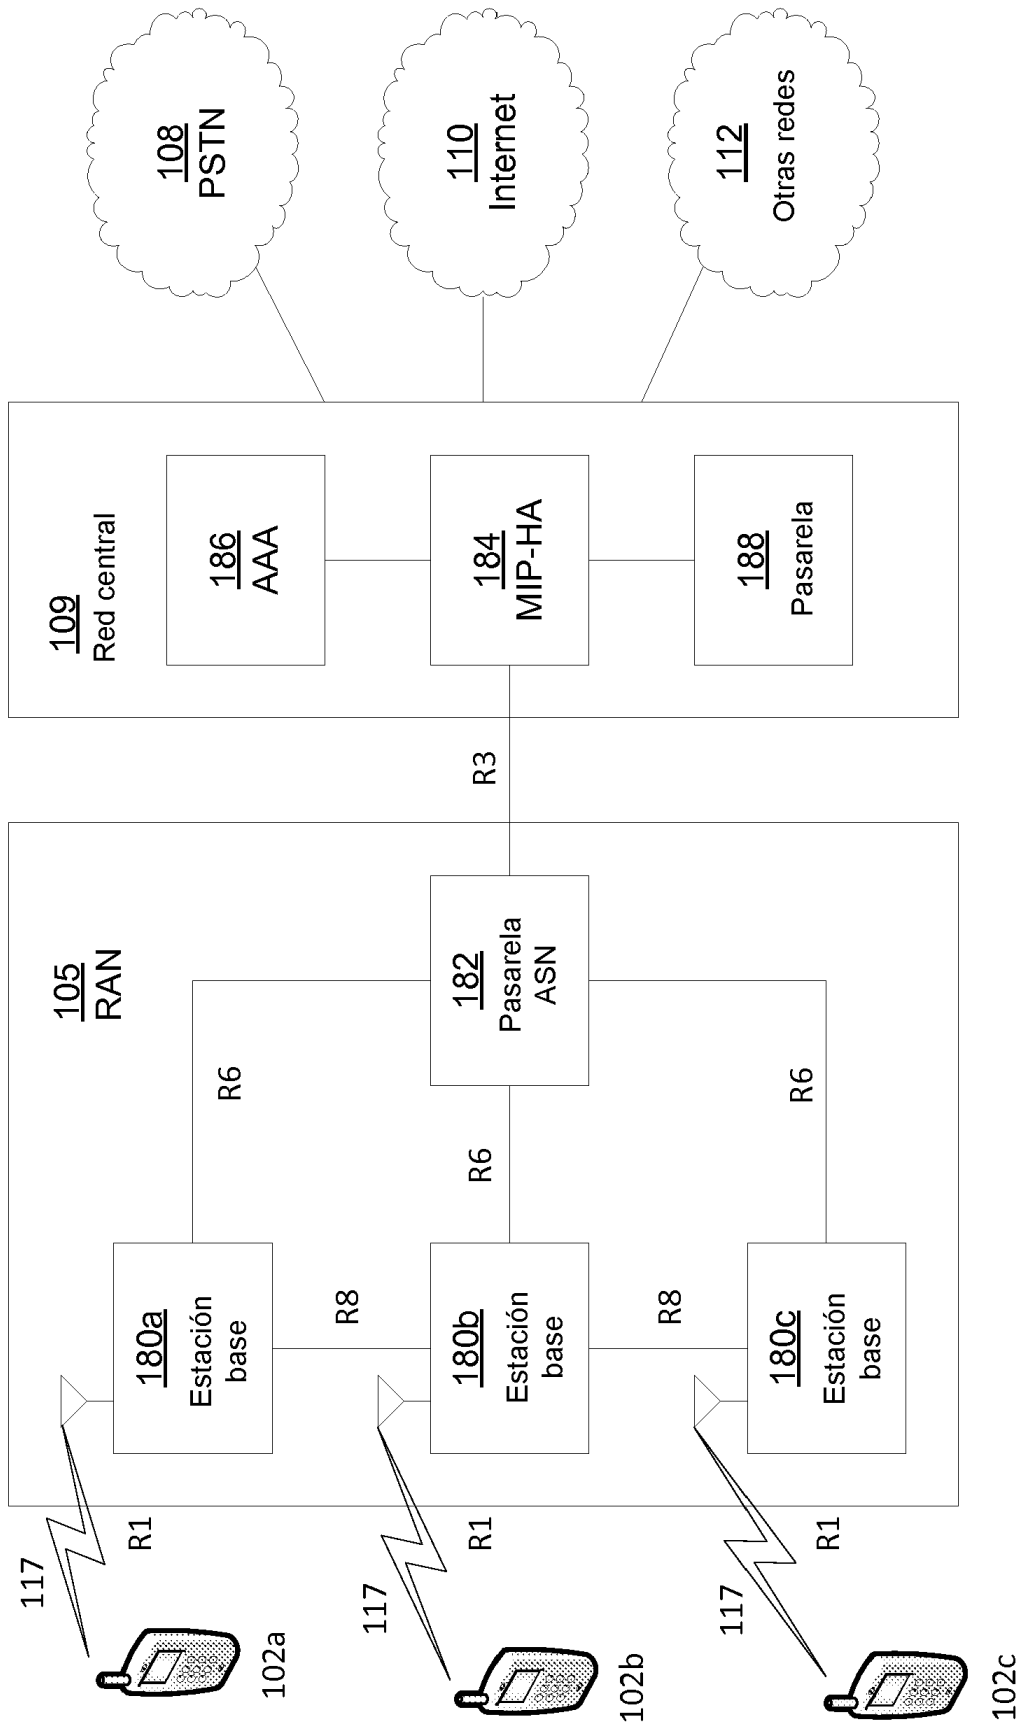 117
102a
R1
180a
Estación
base
R8
117
102b
R1
180b
Estación
base
R8
117
102c
R1
180c
Estación
base
R6
R6
R6
105
RAN
182
Pasarela
ASN
R3
109
Red central
186
AAA
184
MIP-HA
188
Pasarela
108
PSTN
110
Internet
112
Otras redes